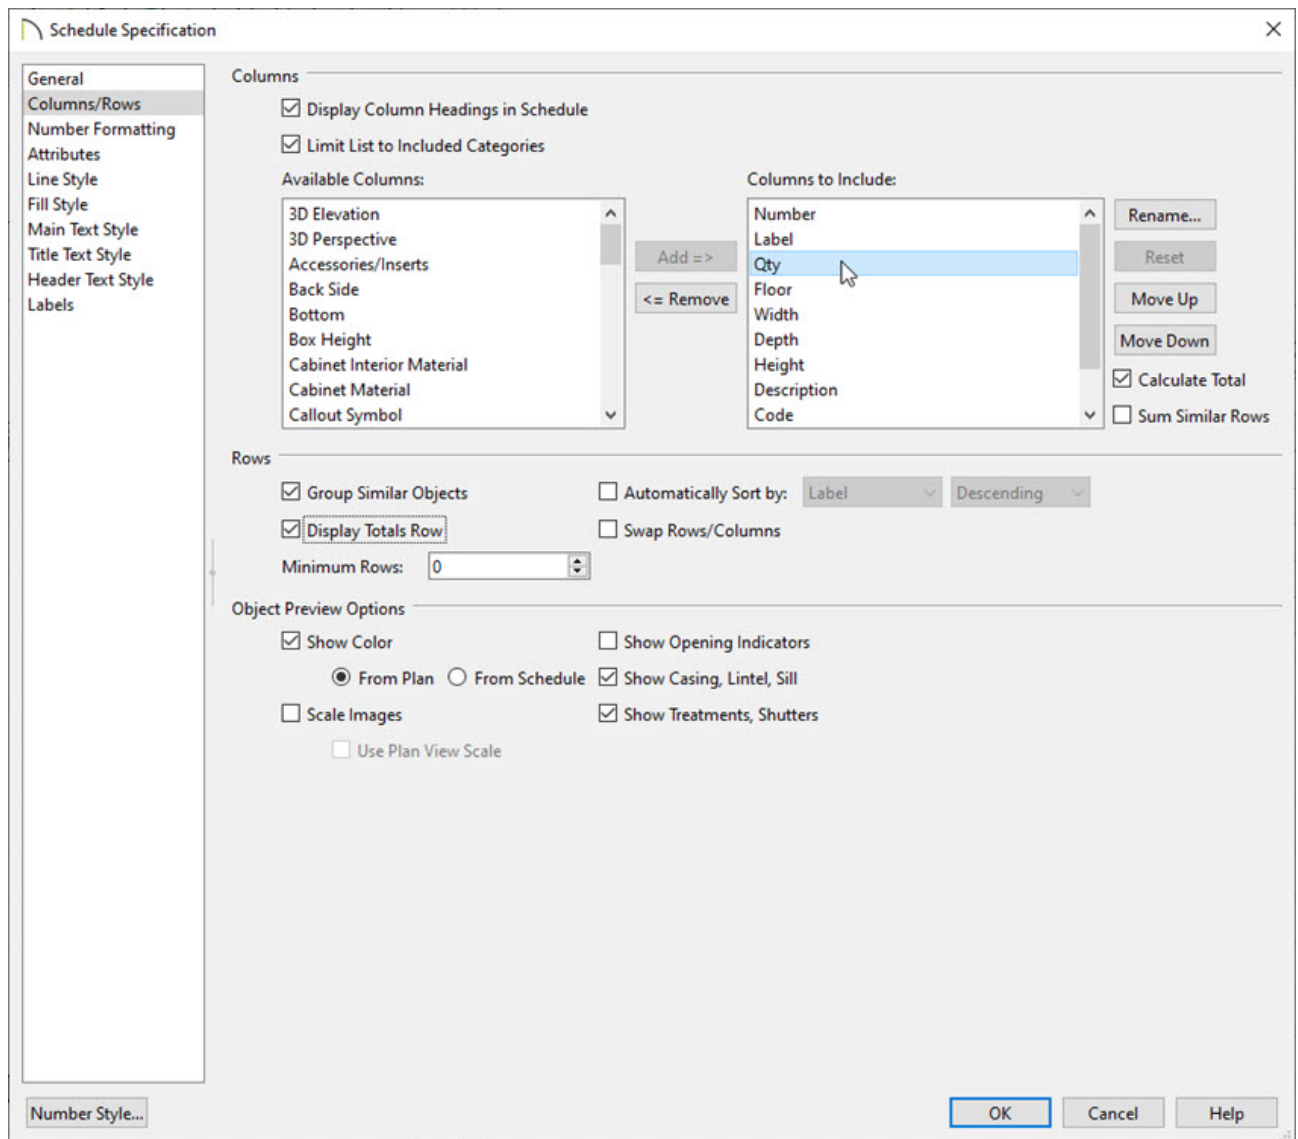 Schedule Specification
General
Columns/Rows
Number Formatting
Attributes
Line Style
Fill Style
Main Text Style
Title Text Style
Header Text Style
Labels
Columns
Display Column Headings in Schedule
Limit List to Included Categories
Available Columns:
3D Elevation
3D Perspective
Accessories/Inserts
Back Side
Bottom
Box Height
Cabinet Interior Material
Cabinet Material
Callout Symbol
Add =>
<= Remove
Columns to Include:
Number
Label
Qty
Floor
Width
Depth
Height
Description
Code
Rename...
Reset
Move Up
Move Down
Calculate Total
Sum Similar Rows
Rows
Group Similar Objects
Automatically Sort by: Label Descending
Display Totals Row
Swap Rows/Columns
Minimum Rows: 0
Object Preview Options
Show Color
Show Opening Indicators
From Plan From Schedule
Show Casing, Lintel, Sill
Scale Images
Show Treatments, Shutters
Use Plan View Scale
Number Style...
OK
Cancel
Help